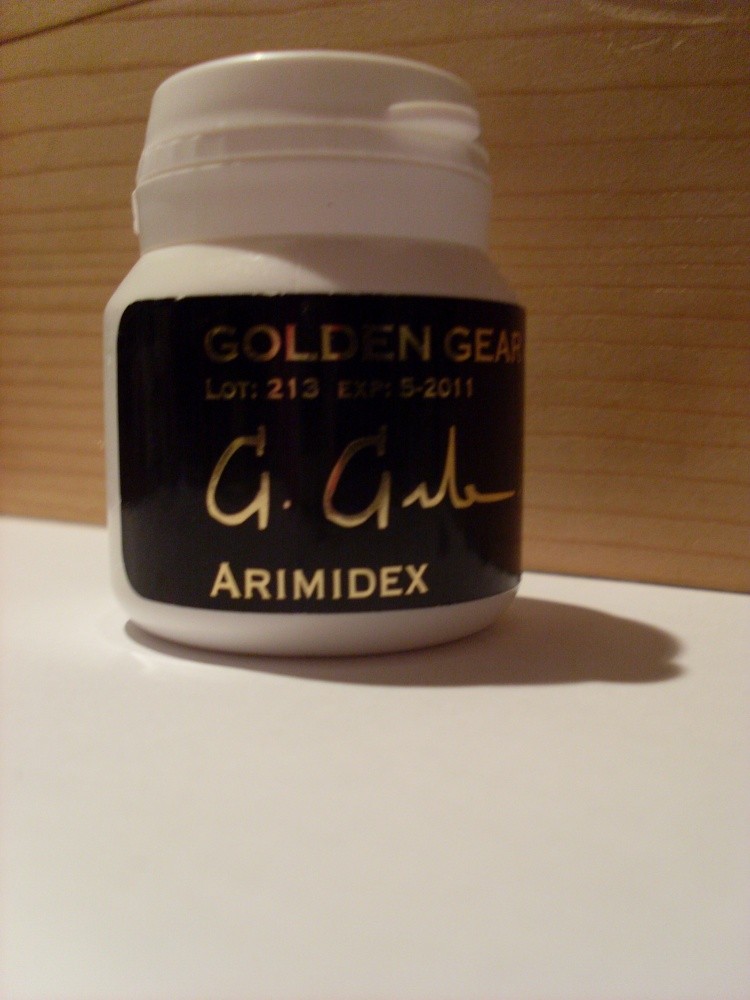 GOLDEN GEAR
LOT: 213 EXP: 5-2011
ARIMIDEX